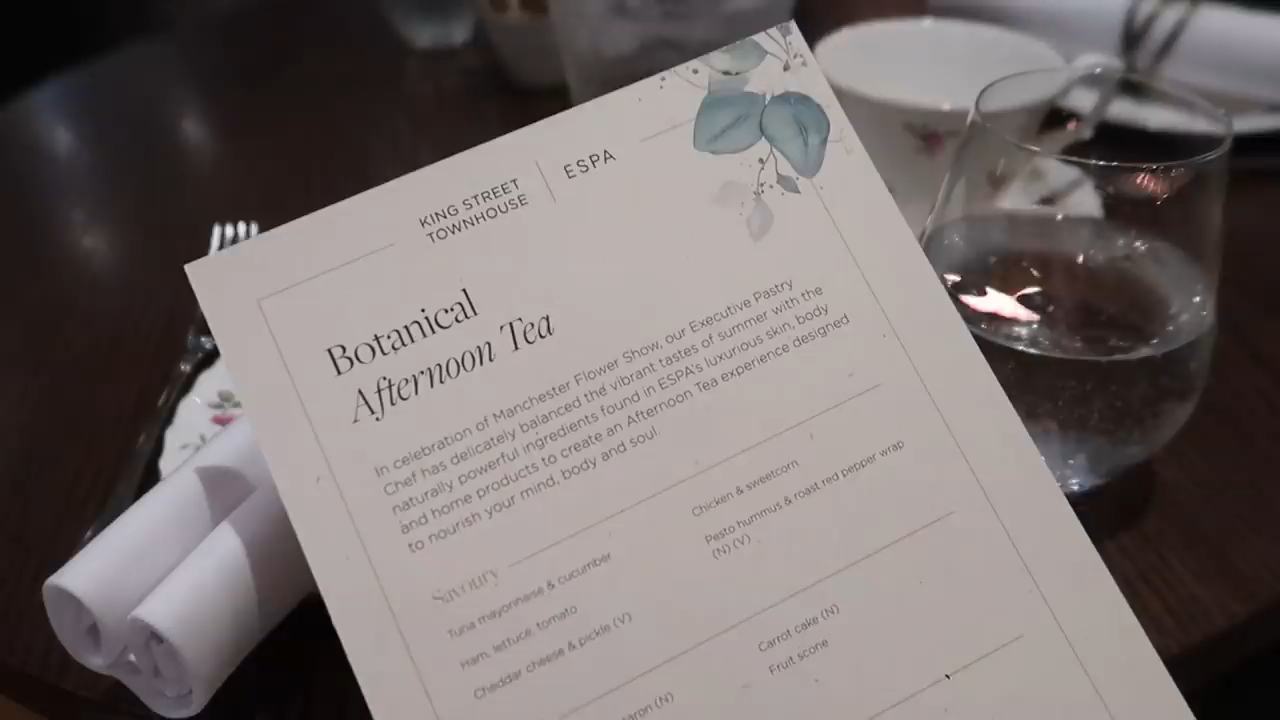 KING STREET
TOWNHOUSE
ESPA
Botanical
Afternoon Tea
In celebration of Manchester Flower Show, our Executive Pastry
Chef has delicately balanced the vibrant tastes of summer with the
naturally powerful ingredients found in ESPA's luxurious skin, body
and home products to create an Afternoon Tea experience designed
to nourish your mind, body and soul.
Savoury
Tuna mayonnaise & cucumber
Ham, lettuce, tomato
Cheddar cheese & pickle (V)
Chicken & sweetcorn
Pesto hummus & roast red pepper wrap
(N) (V)
(N)
Carrot cake (N)
Fruit scone